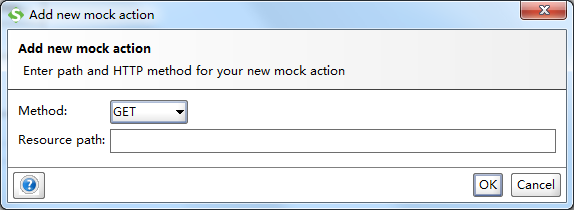 Add new mock action
Add new mock action
Enter path and HTTP method for your new mock action
Method:
GET
Resource path:
OK
Cancel